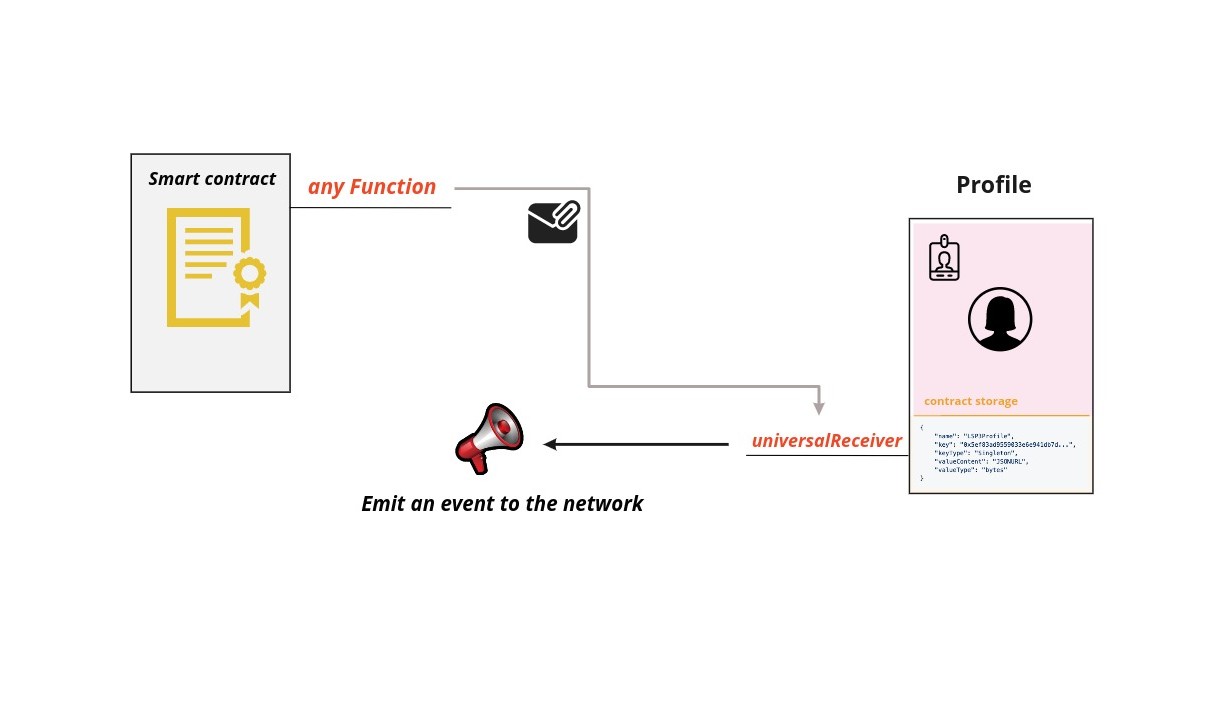 Smart contract
any Function
Profile
contract storage
{
"name": "LSP3Profile",
"key": "0x5ef83ad9559033e6e941db7d...",
"keyType": "Singleton",
"valueContent": "JSONURL",
"valueType": "bytes"
}
universalReceiver
Emit an event to the network